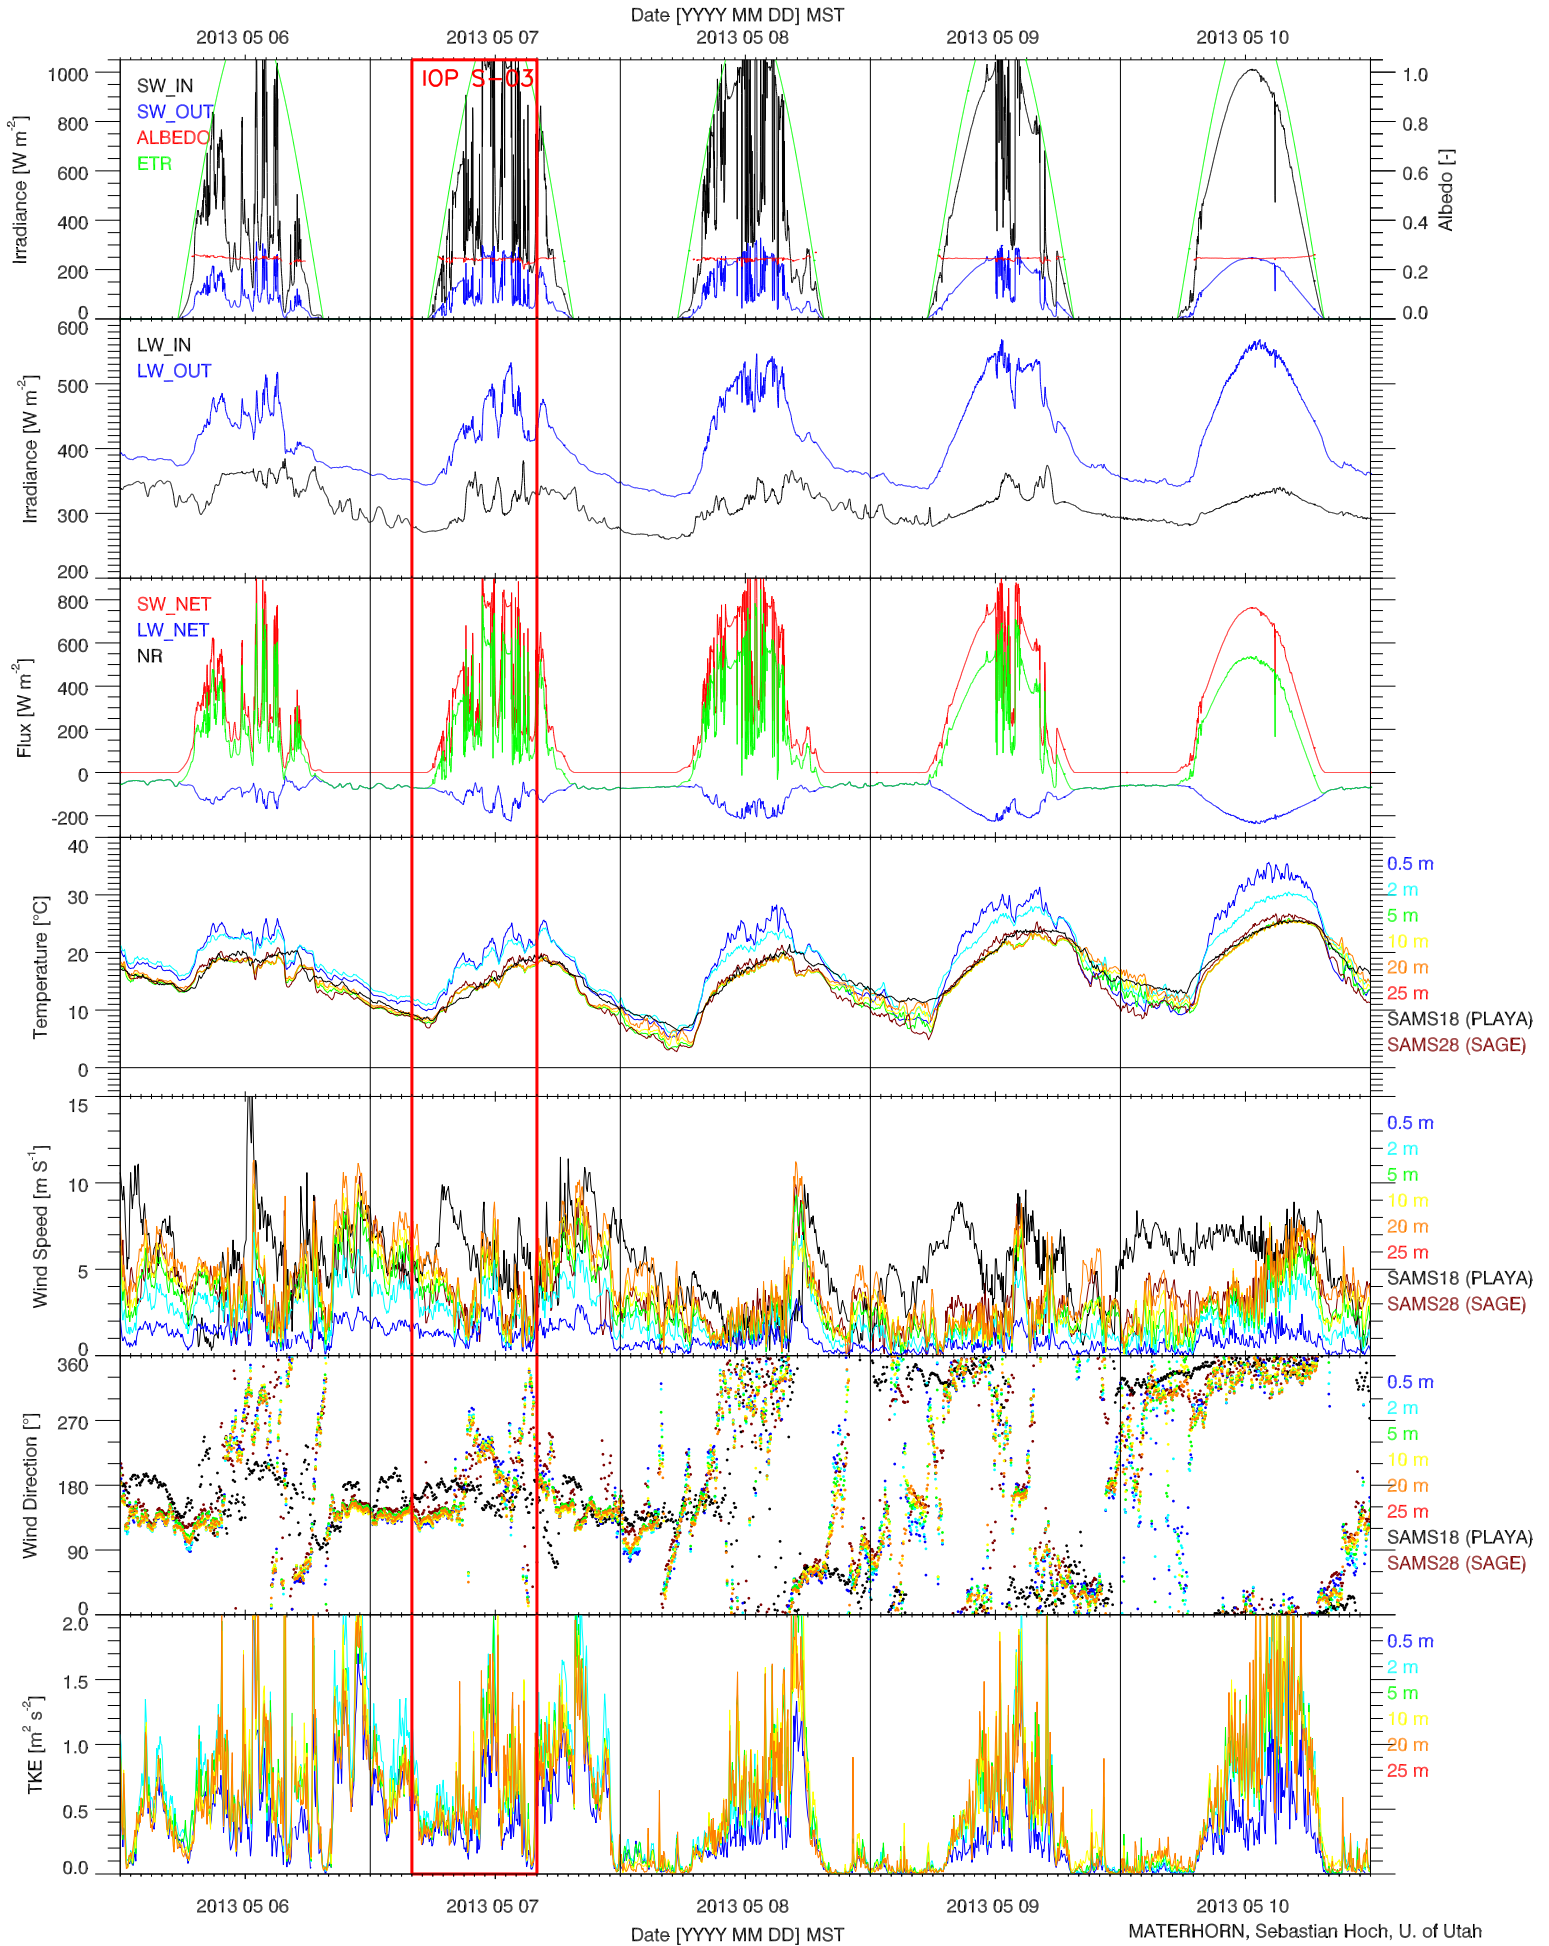 Date [YYYY MM DD] MST
2013 05 06 2013 05 07 2013 05 08 2013 05 09 2013 05 10
IOP S-03
SW_IN
SW_OUT
ALBEDO
ETR
Irradiance [W m-2]
1000
800
600
400
200
0
1.0
0.8
0.6
0.4
0.2
0.0
Albedo [-]
LW_IN
LW_OUT
Irradiance [W m-2]
600
500
400
300
200
SW_NET
LW_NET
NR
Flux [W m-2]
800
600
400
200
0
-200
Temperature [°C]
40
30
20
10
0
0.5 m
2 m
5 m
10 m
20 m
25 m
SAMS18 (PLAYA)
SAMS28 (SAGE)
Wind Speed [m S-1]
15
10
5
0
0.5 m
2 m
5 m
10 m
20 m
25 m
SAMS18 (PLAYA)
SAMS28 (SAGE)
Wind Direction [°]
360
270
180
90
0
0.5 m
2 m
5 m
10 m
20 m
25 m
SAMS18 (PLAYA)
SAMS28 (SAGE)
TKE [m2 s-2]
2.0
1.5
1.0
0.5
0.0
0.5 m
2 m
5 m
10 m
20 m
25 m
2013 05 06 2013 05 07 2013 05 08 2013 05 09 2013 05 10
Date [YYYY MM DD] MST
MATERHORN, Sebastian Hoch, U. of Utah